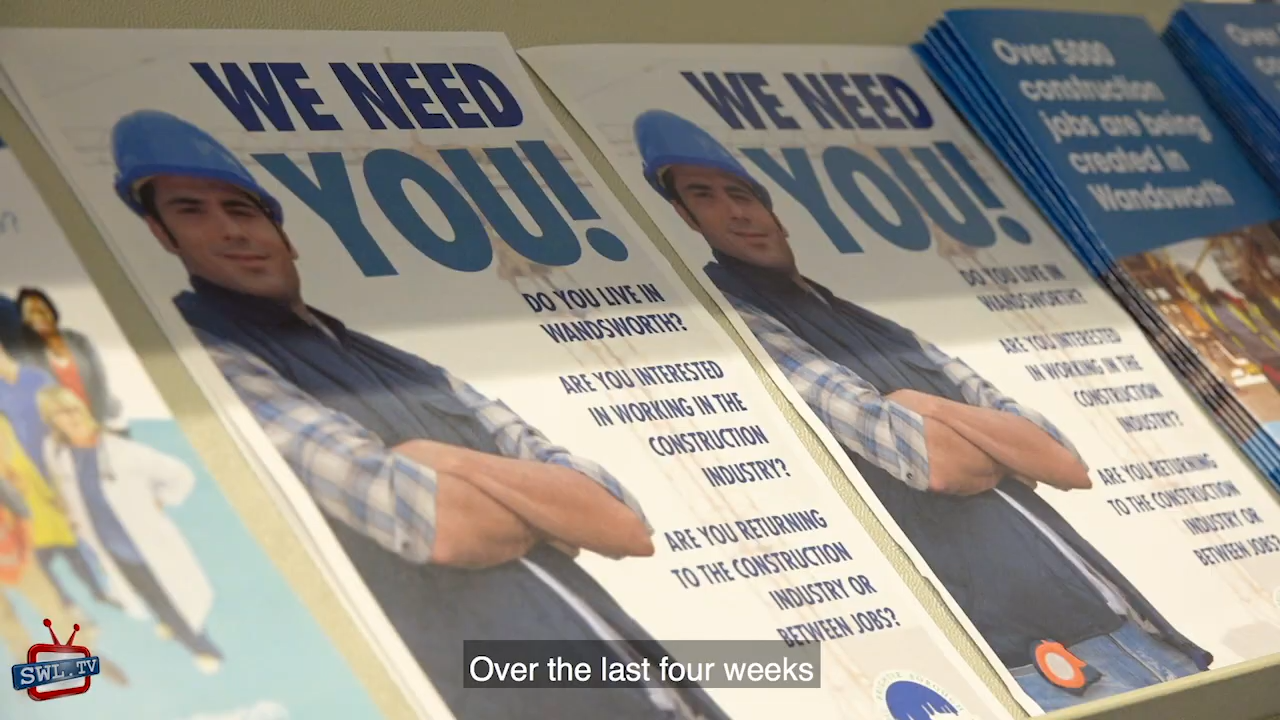 WE NEED
YOU!
DO YOU LIVE IN
WANDSWORTH?
ARE YOU INTERESTED
IN WORKING IN THE
CONSTRUCTION
INDUSTRY?
ARE YOU RETURNING
TO THE CONSTRUCTION
INDUSTRY OR
BETWEEN JOBS?
WE NEED
YOU!
DO YOU LIVE IN
WANDSWORTH?
ARE YOU INTERESTED
IN WORKING IN THE
CONSTRUCTION
INDUSTRY?
ARE YOU RETURNING
TO THE CONSTRUCTION
INDUSTRY OR
BETWEEN JOBS?
Over 5000
construction
jobs are being
created in
Wandsworth
Over
SWL.TV
Over the last four weeks